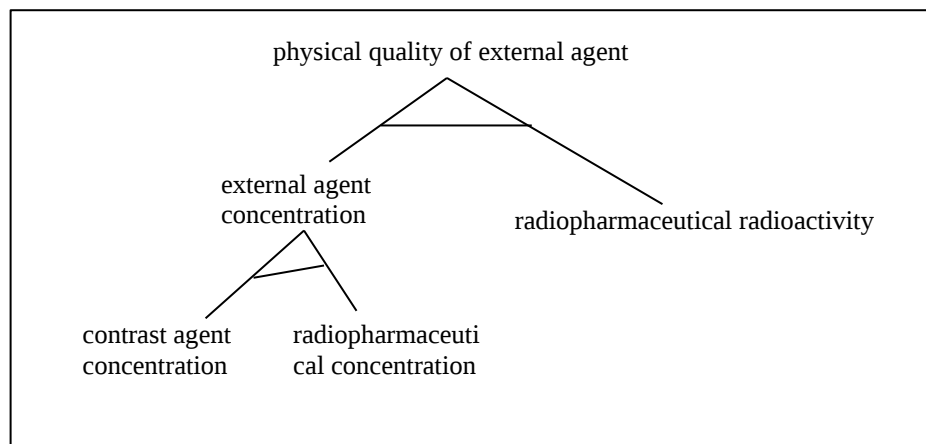 physical quality of external agent
external agent
concentration
radiopharmaceutical radioactivity
contrast agent
concentration
radiopharmaceuti
cal concentration